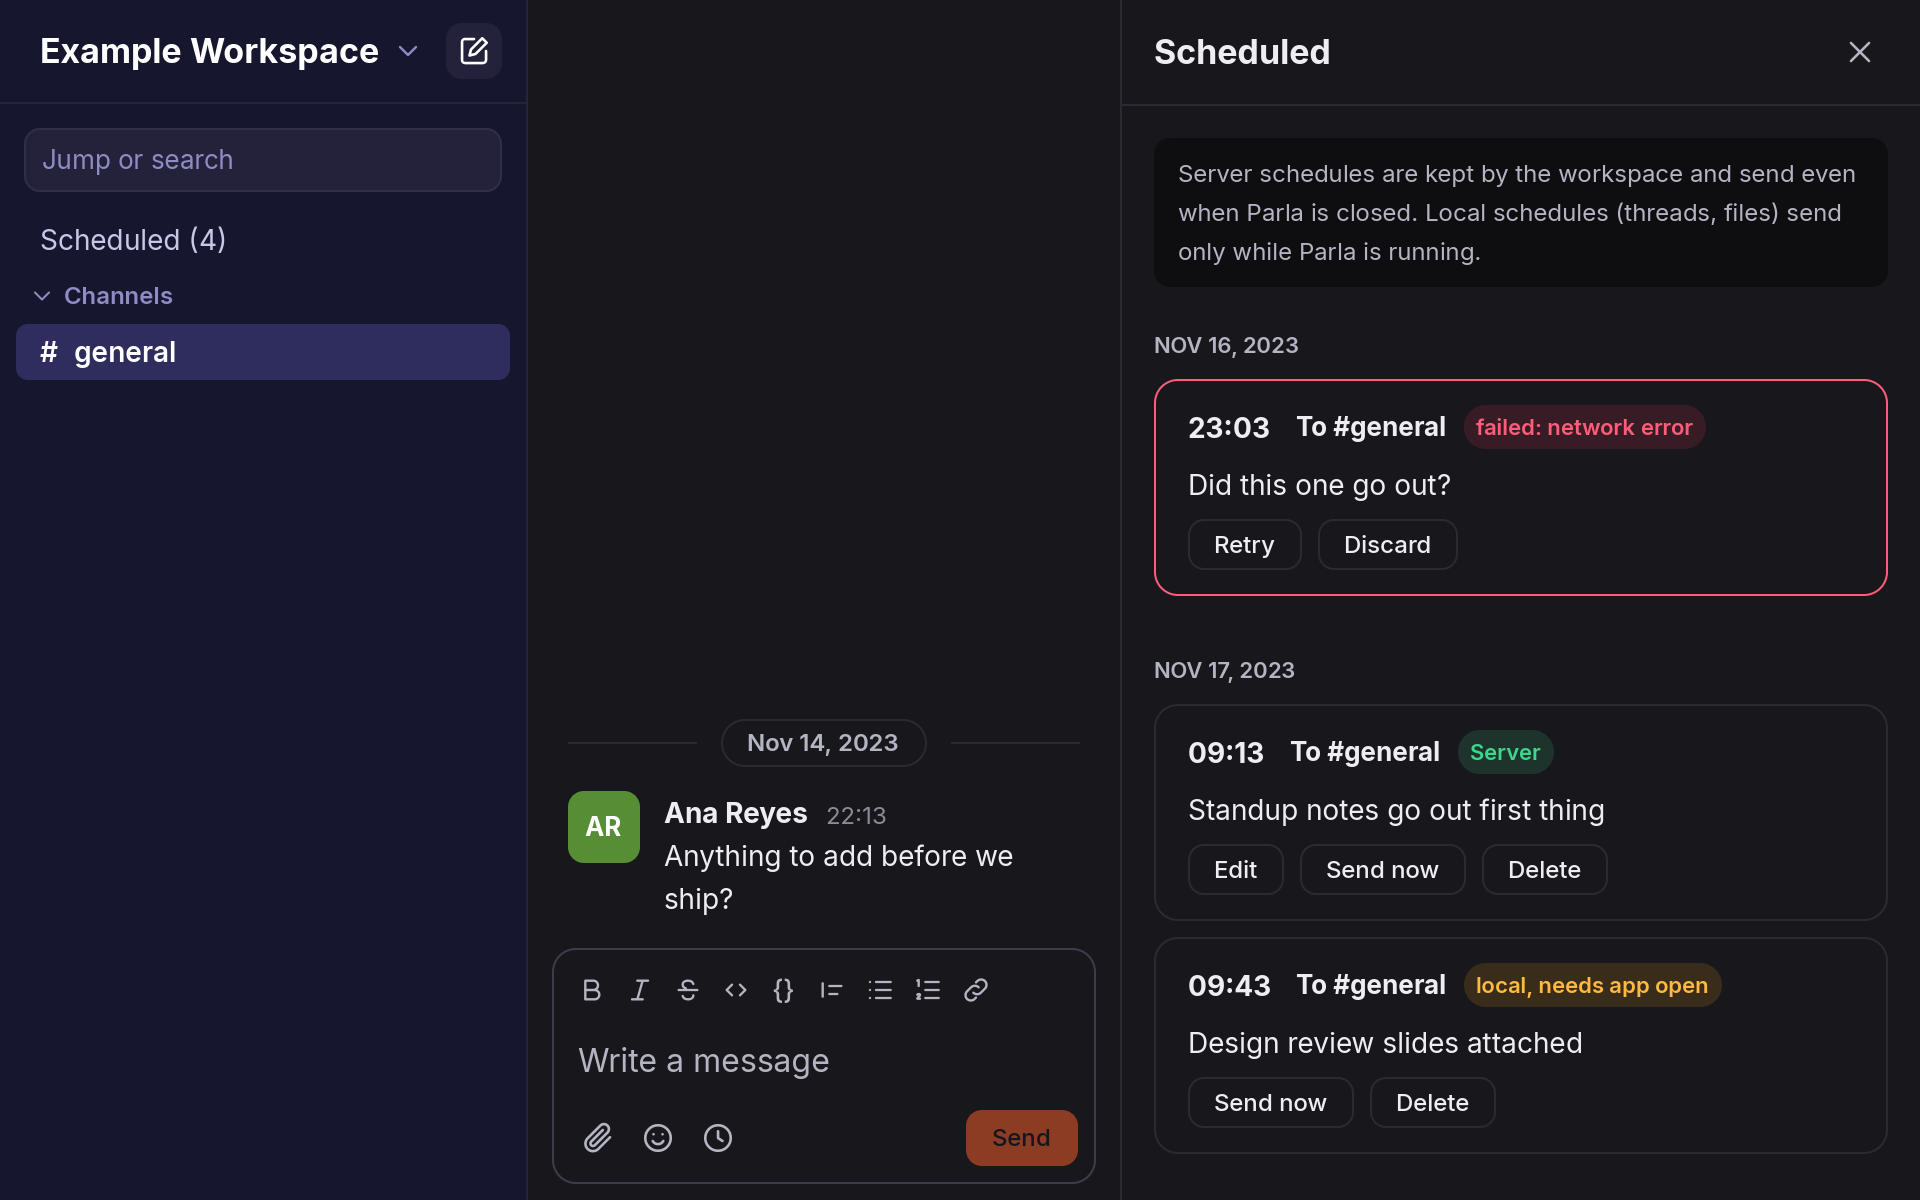 Example Workspace
Jump or search
Scheduled (4)
Channels
# general
Nov 14, 2023
AR
Ana Reyes 22:13
Anything to add before we
ship?
Write a message
Send
Scheduled
Server schedules are kept by the workspace and send even
when Parla is closed. Local schedules (threads, files) send
only while Parla is running.
NOV 16, 2023
23:03 To #general failed: network error
Did this one go out?
Retry Discard
NOV 17, 2023
09:13 To #general Server
Standup notes go out first thing
Edit Send now Delete
09:43 To #general local, needs app open
Design review slides attached
Send now Delete